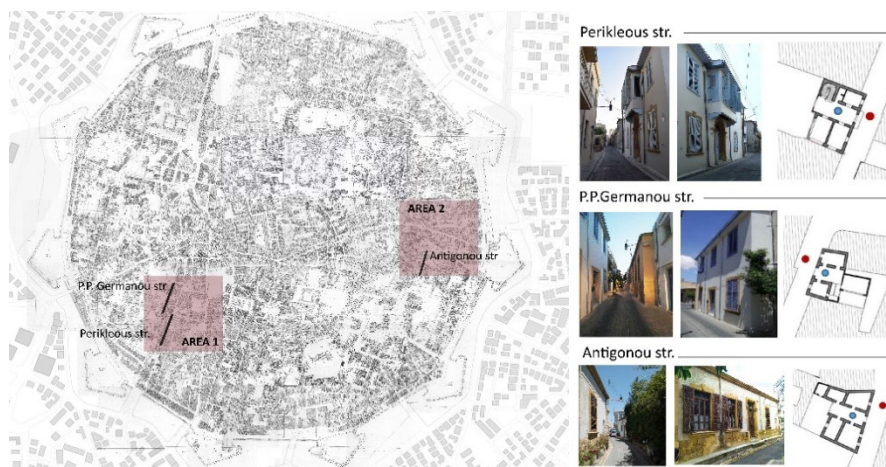 AREA 2
Antigonou str
P.P. Germanou str
Perikleous str.
AREA 1
Perikleous str.
P.P.Germanou str.
Antigonou str.